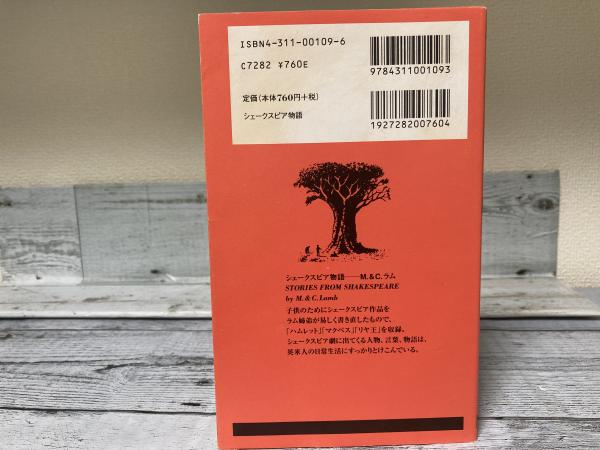 ISBN4-311-00109-6
C7282 ¥760E
定価(本体760円+税)
シェークスピア物語
9784311001093
1927282007604
シェークスピア物語——M.&C.ラム
STORIES FROM SHAKESPEARE
by M.&C.Lamb
子供のためにシェークスピア作品を
ラム姉弟が易しく書き直したもので、
「ハムレット」「マクベス」「リヤ王」を収録。
シェークスピア劇に出てくる人物、言葉、物語は、
英米人の日常生活にすっかりとけこんでいる。